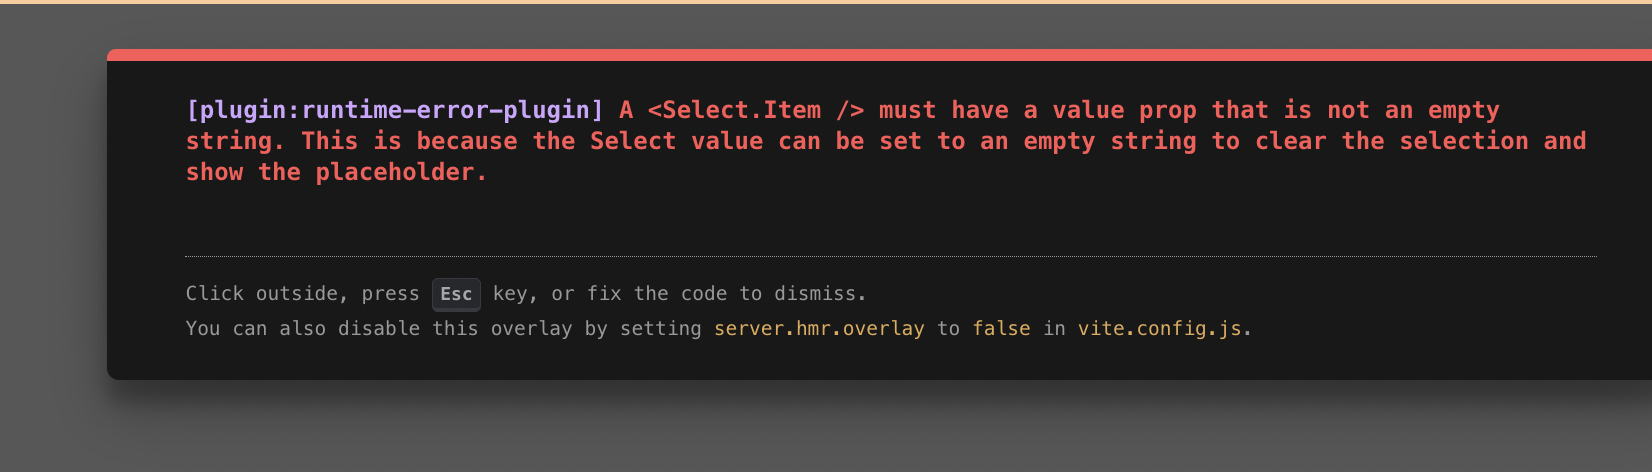 [plugin:runtime-error-plugin] A <Select.Item /> must have a value prop that is not an empty
string. This is because the Select value can be set to an empty string to clear the selection and
show the placeholder.
Click outside, press Esc key, or fix the code to dismiss.
You can also disable this overlay by setting server.hmr.overlay to false in vite.config.js.